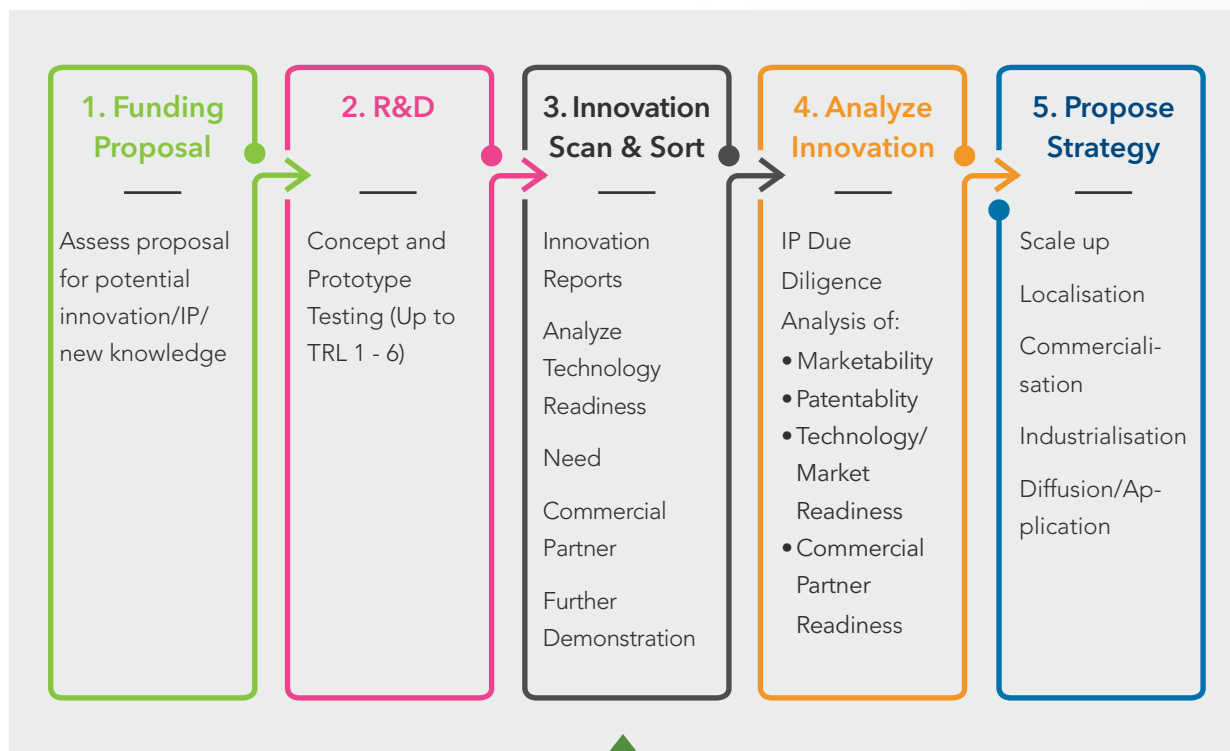 1. Funding
Proposal
Assess proposal
for potential
innovation/IP/
new knowledge
2. R&D
Concept and
Prototype
Testing (Up to
TRL 1 - 6)
3. Innovation
Scan & Sort
Innovation
Reports
Analyze
Technology
Readiness
Need
Commercial
Partner
Further
Demonstration
4. Analyze
Innovation
IP Due
Diligence
Analysis of:
• Marketability
• Patentablity
• Technology/
Market
Readiness
• Commercial
Partner
Readiness
5. Propose
Strategy
Scale up
Localisation
Commerciali-
sation
Industrialisation
Diffusion/Ap-
plication